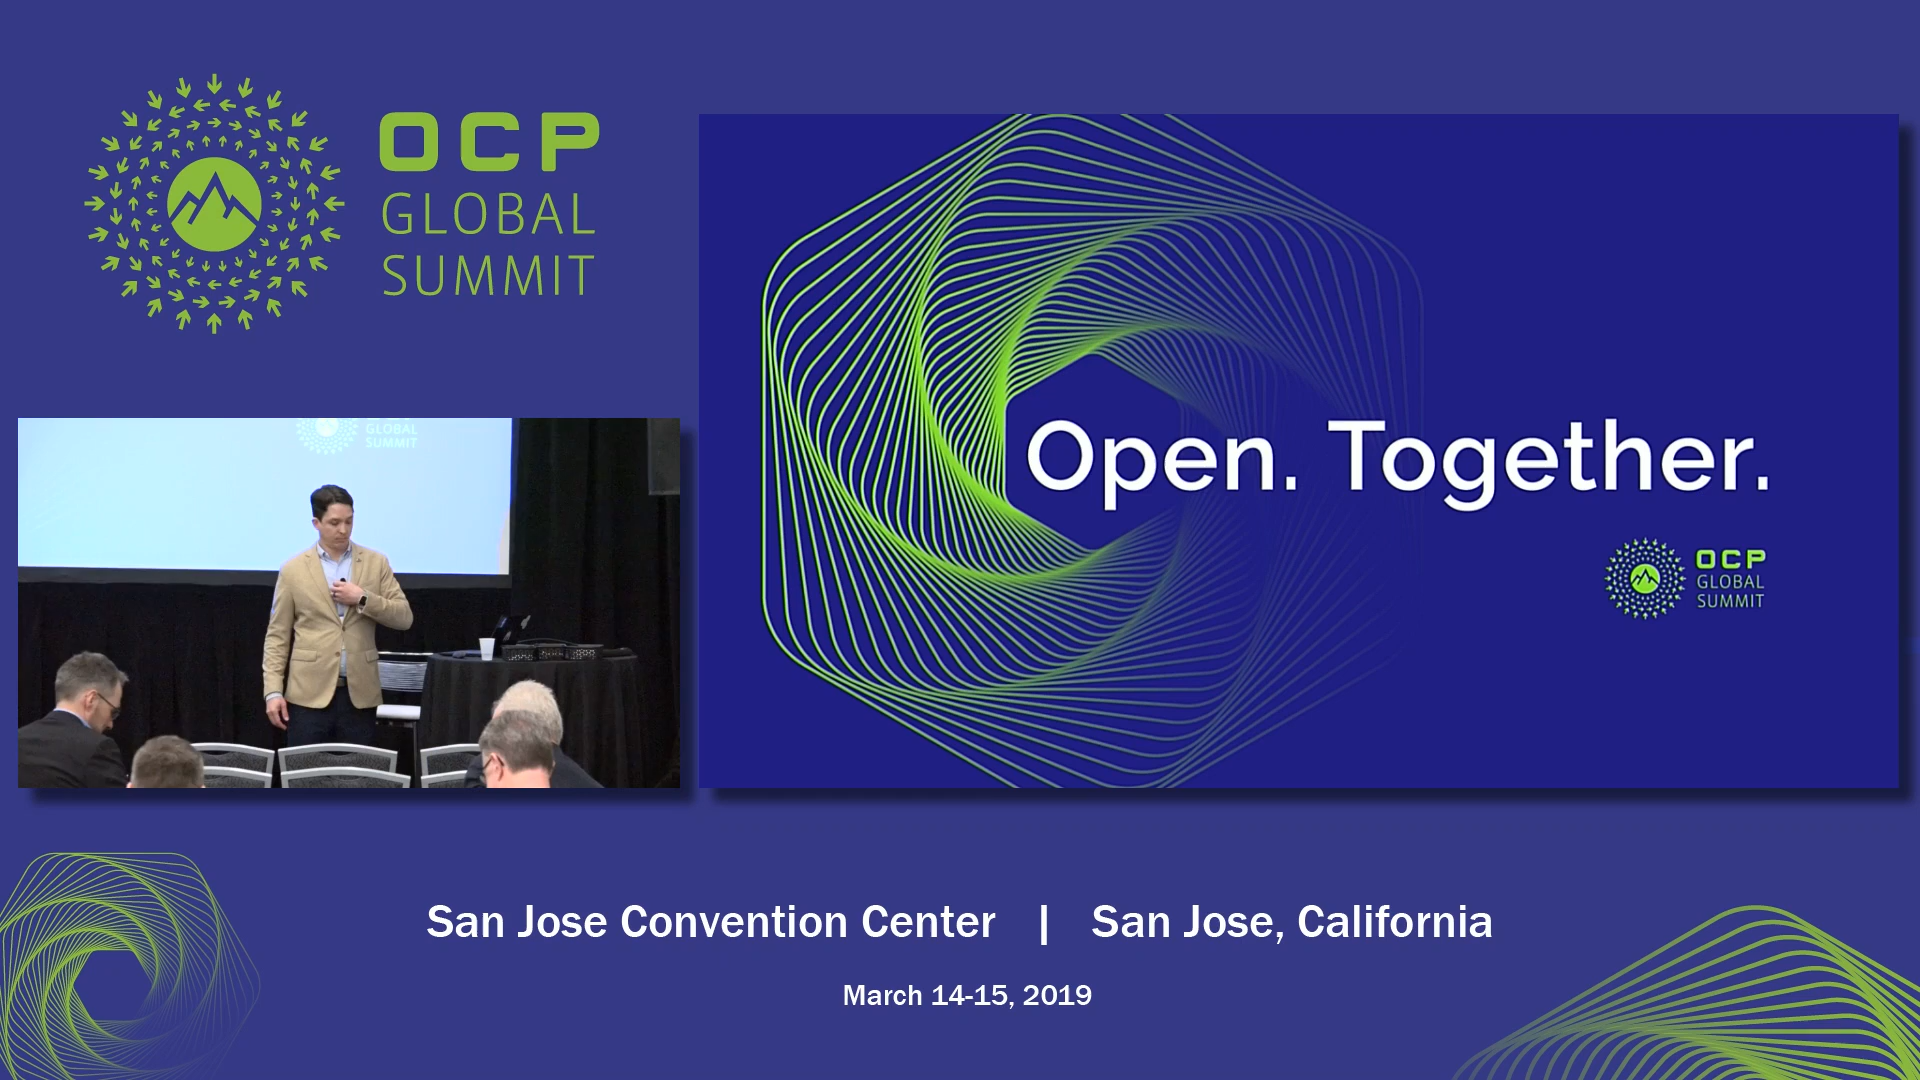 OCP
GLOBAL
SUMMIT
GLOBAL
SUMMIT
Open. Together.
OCP
GLOBAL
SUMMIT
San Jose Convention Center | San Jose, California
March 14-15, 2019